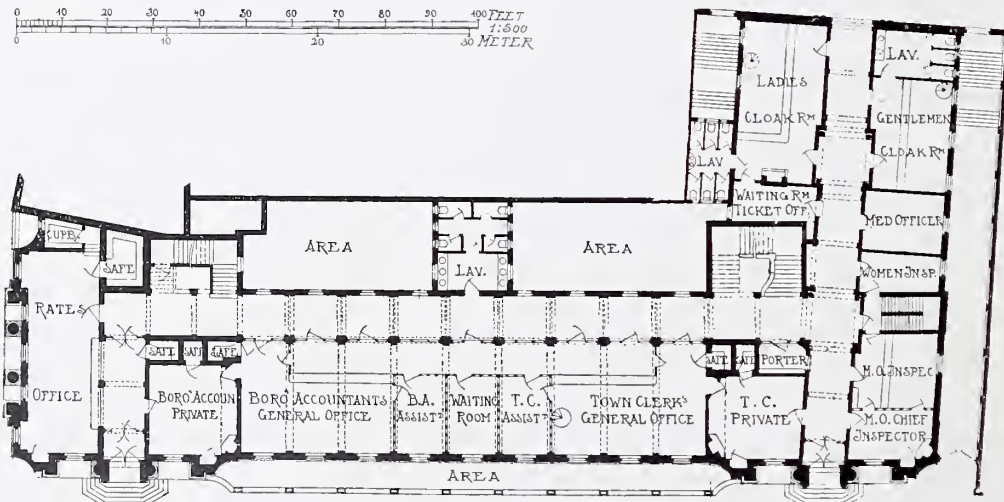 0 10 20 30 40 50 60 70 80 90 100 FEET
1:500
0 10 20 30 METER
LADIES
CLOAK RM
LAV.
GENTLEMEN
CLOAK RM
LAV
WAITING RM
TICKET OFF.
MED OFFICER
WOMEN INSP.
CUPB.
SAFE
AREA
LAV.
AREA
RATES
OFFICE
SAFE
SAFE
SAFE
SAFE
SAFE
PORTER
BORO' ACCOUN
PRIVATE
BORO' ACCOUNTANTS
GENERAL OFFICE
B.A.
ASSIST.T
WAITING
ROOM
T.C.
ASSIST.T
TOWN CLERK'S
GENERAL OFFICE
T.C.
PRIVATE
M.O. INSPEC
M.O. CHIEF
INSPECTOR
AREA